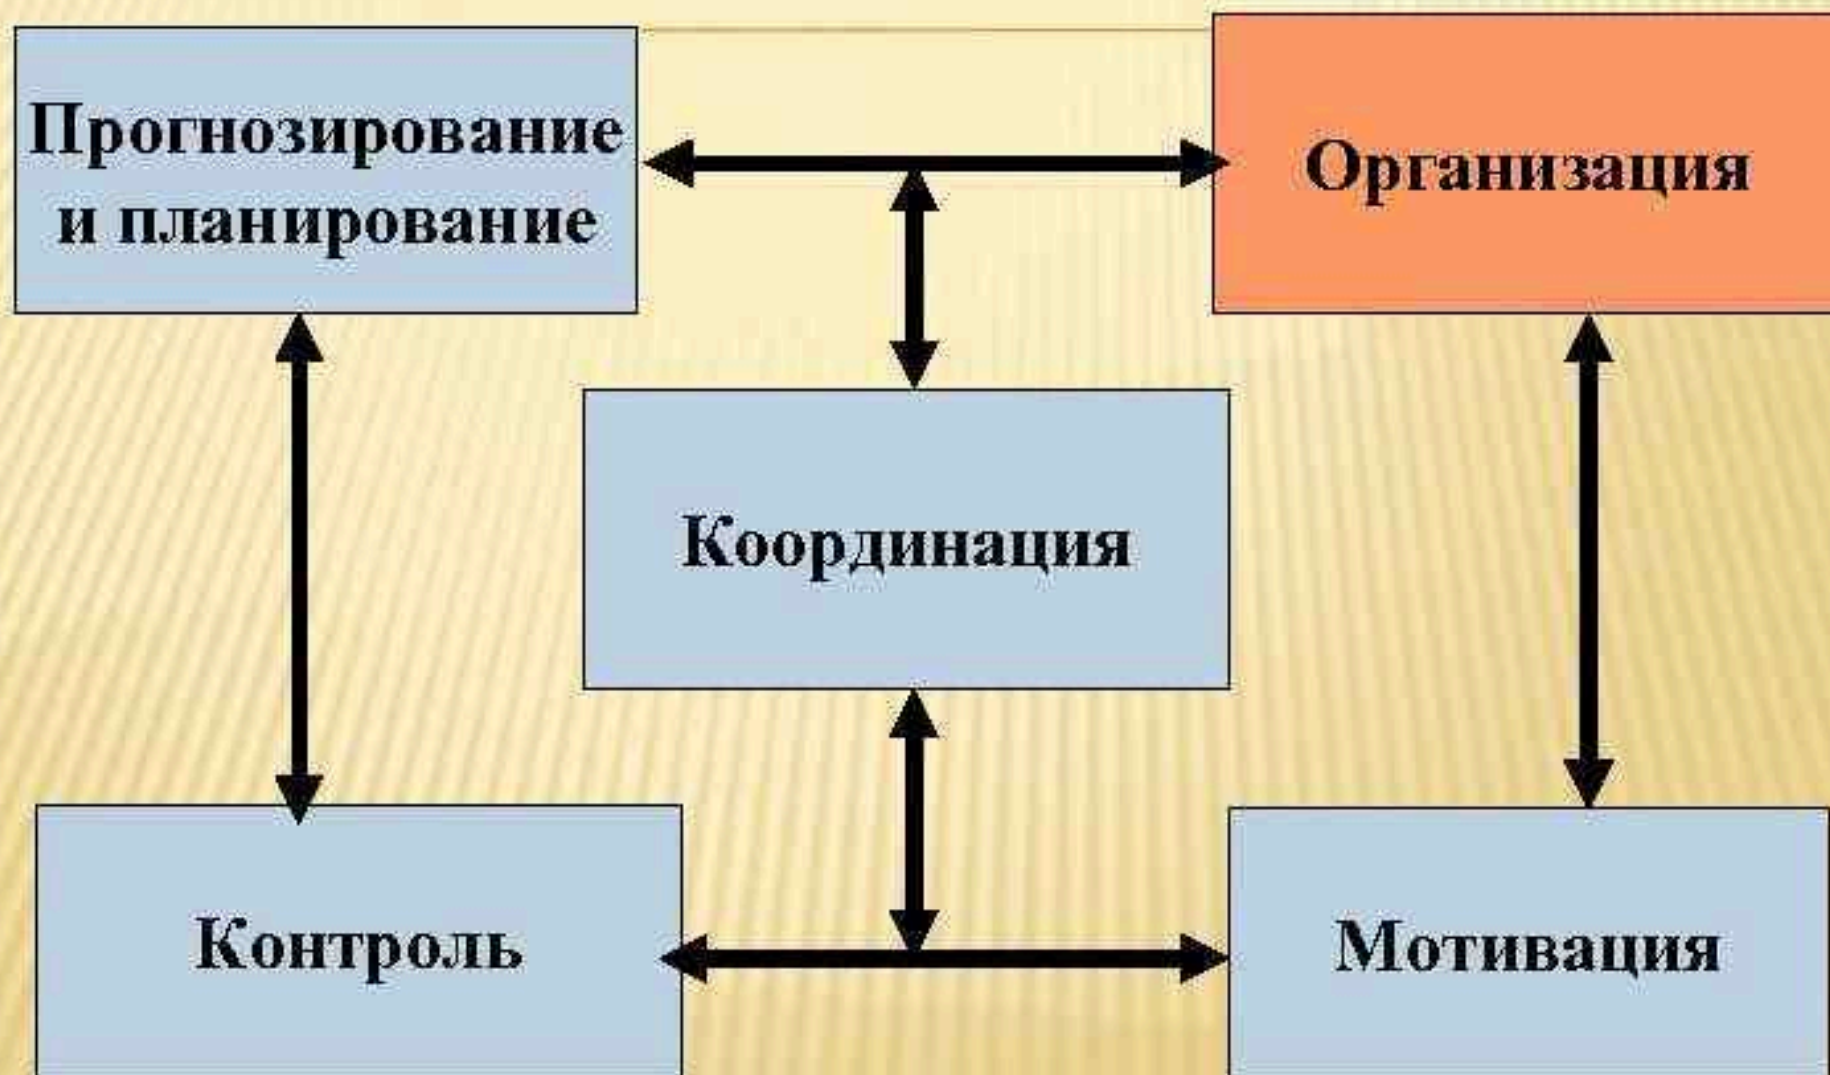 Прогнозирование
и планирование
Организация
Координация
Контроль
Мотивация